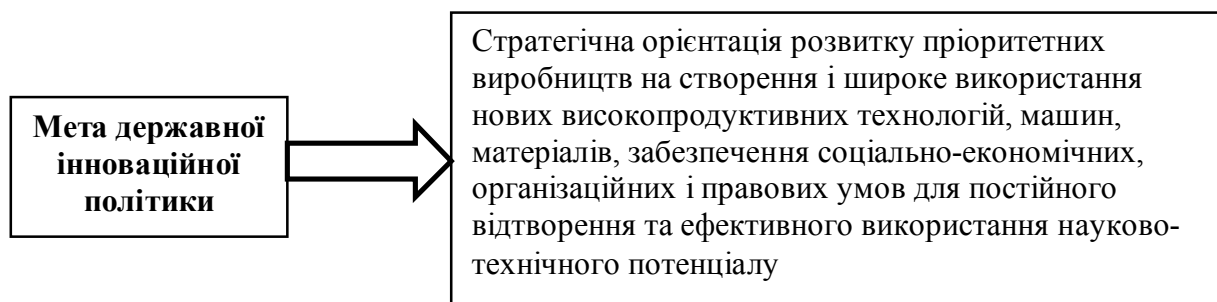 Мета державної
інноваційної
політики
Стратегічна орієнтація розвитку пріоритетних
виробництв на створення і широке використання
нових високопродуктивних технологій, машин,
матеріалів, забезпечення соціально-економічних,
організаційних і правових умов для постійного
відтворення та ефективного використання науково-
технічного потенціалу